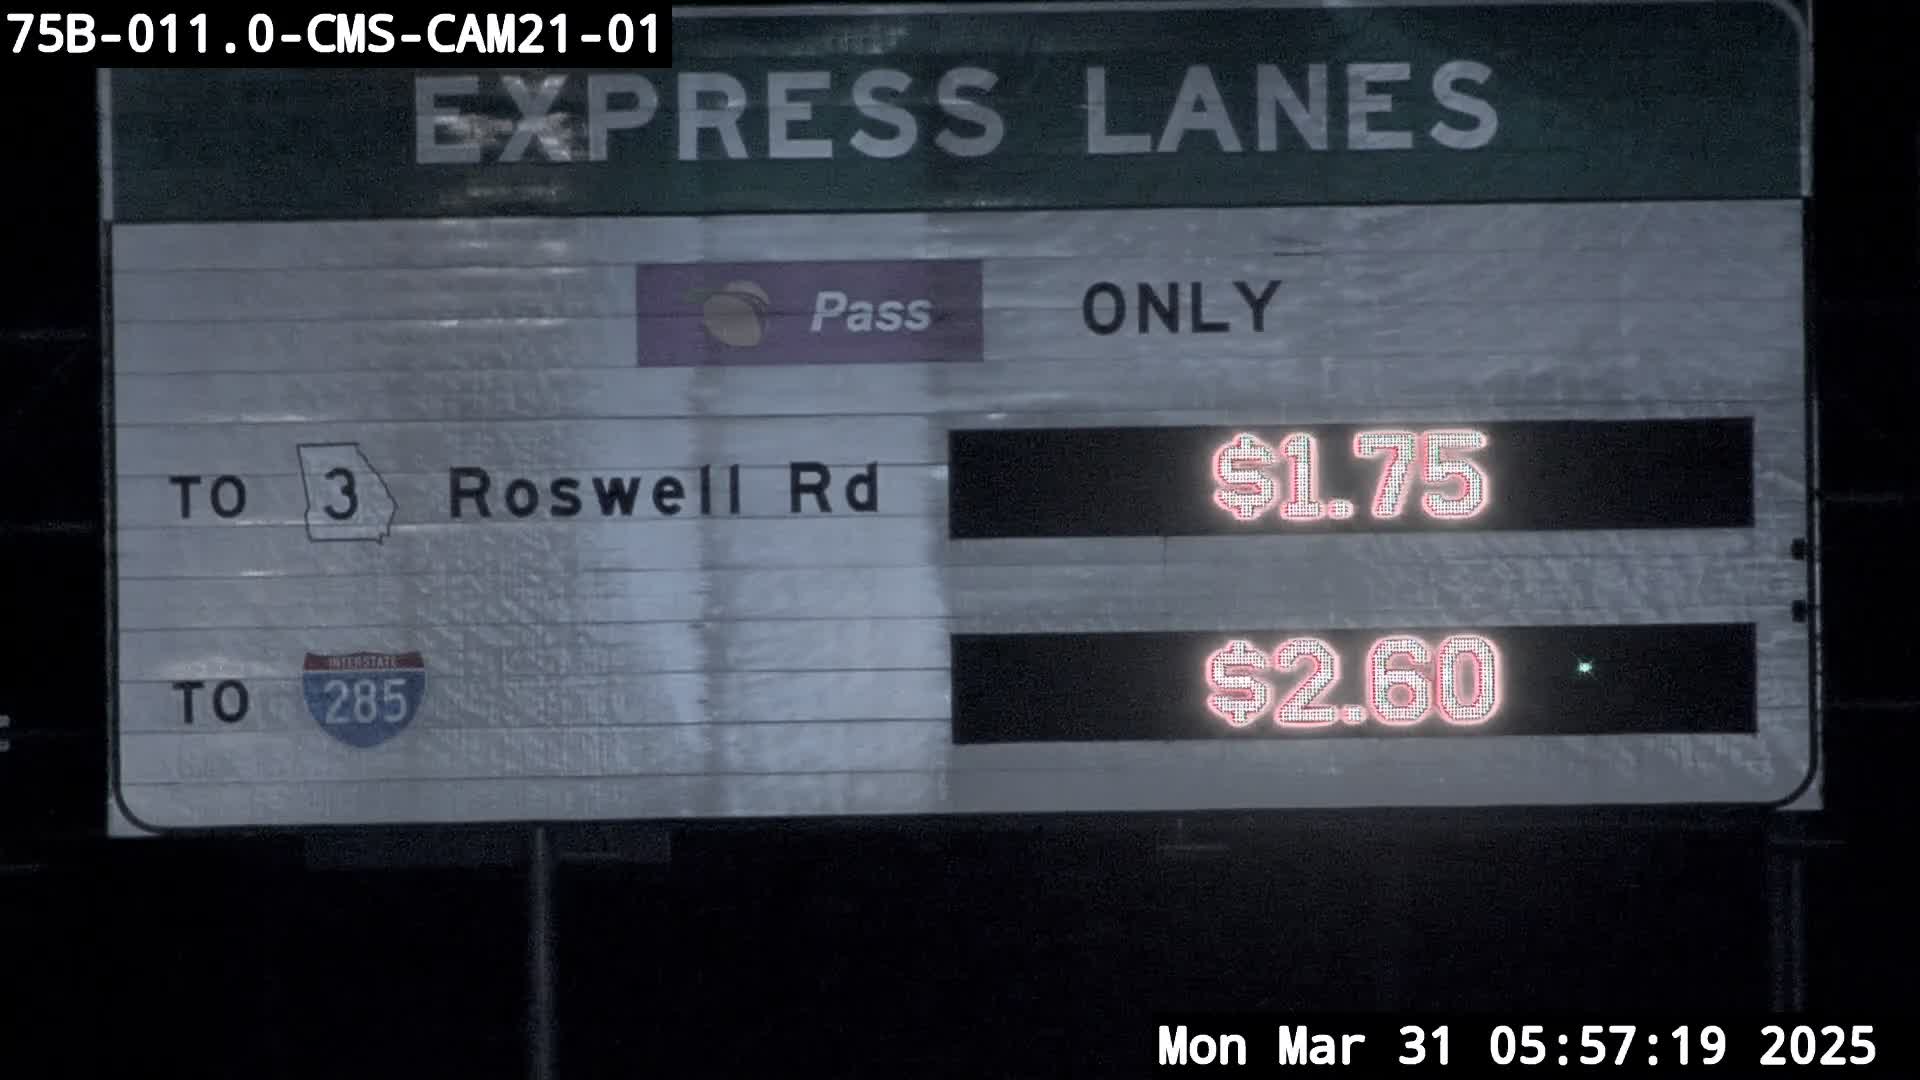 75B-011.0-CMS-CAM21-01
EXPRESS LANES
Pass ONLY
TO 3 Roswell Rd $1.75
TO INTERSTATE 285 $2.60
Mon Mar 31 05:57:19 2025